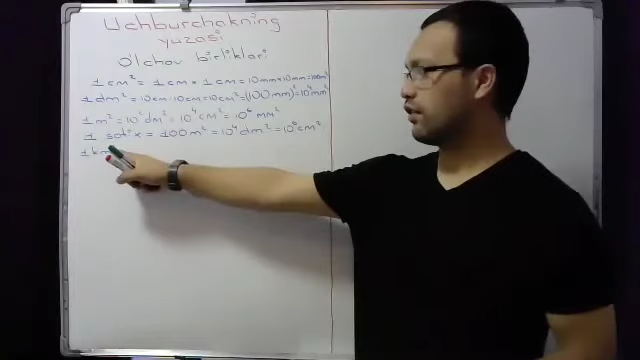 Uchburchakning
yuzasi
O'lchov birliklari
1 cm² = 1 cm · 1 cm = 10 mm · 10 mm = 100 mm²
1 dm² = 10 cm · 10 cm = 10 cm² = (100 mm)² = 10⁴ mm²
1 m² = 10² dm² = 10⁴ cm² = 10⁶ mm²
1 sotix = 100 m² = 10⁴ dm² = 10⁶ cm²
1 km